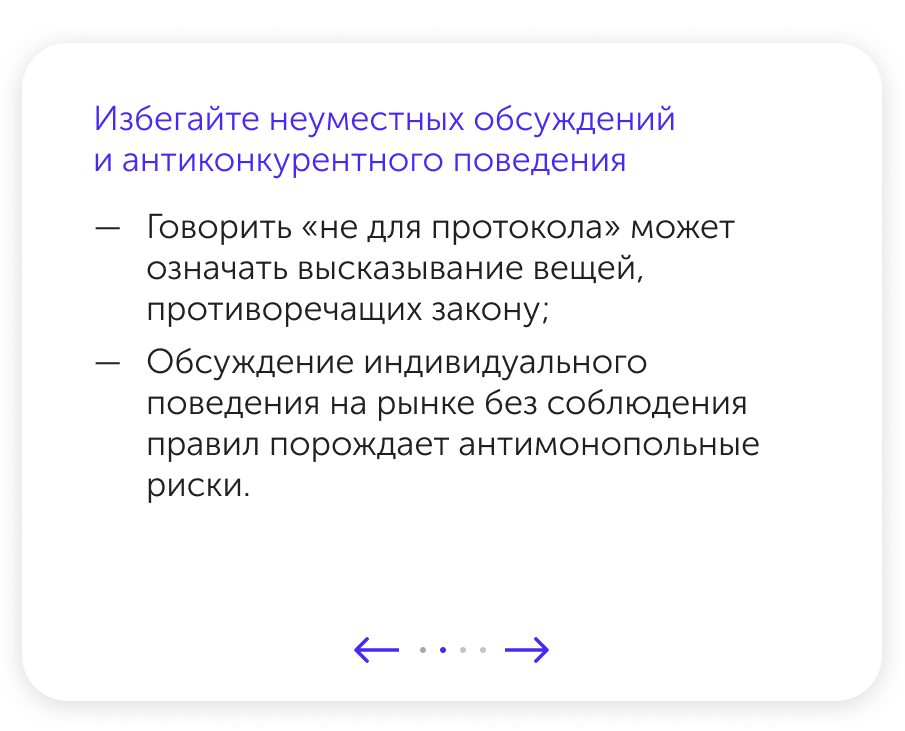 Избегайте неуместных обсуждений
и антиконкурентного поведения
— Говорить «не для протокола» может
означать высказывание вещей,
противоречащих закону;
— Обсуждение индивидуального
поведения на рынке без соблюдения
правил порождает антимонопольные
риски.